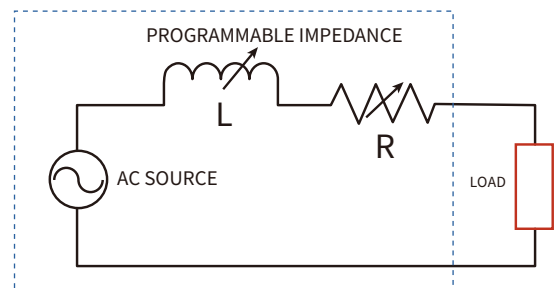 PROGRAMMABLE IMPEDANCE
L
R
AC SOURCE
LOAD